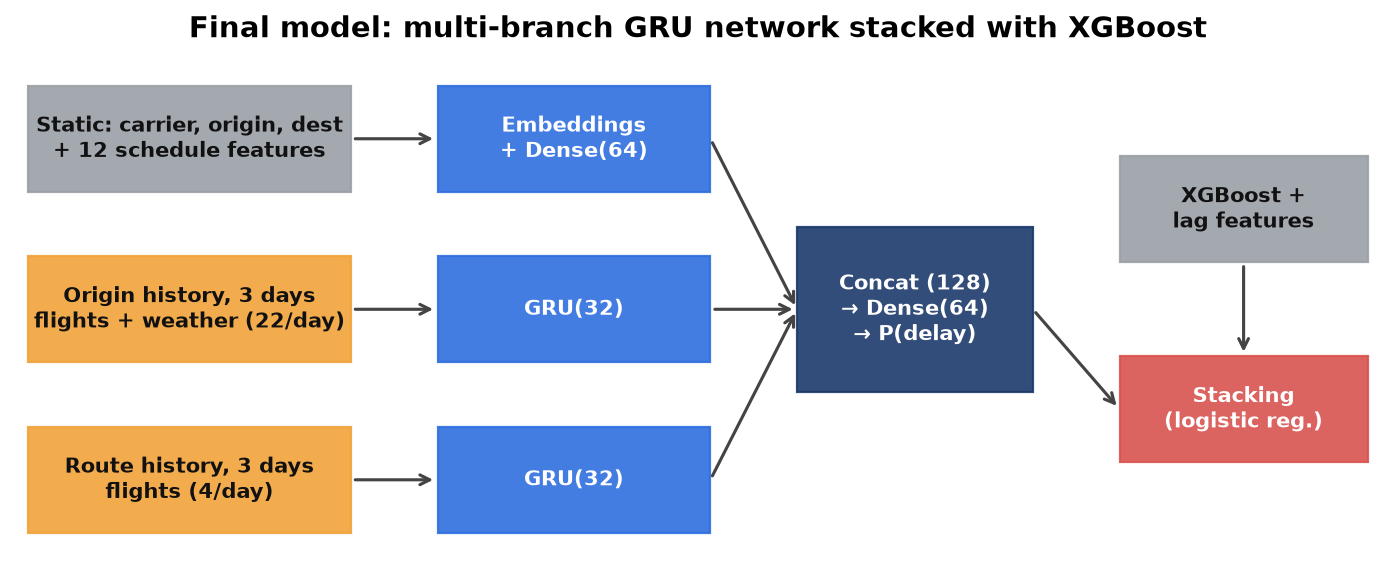 Final model: multi-branch GRU network stacked with XGBoost
Static: carrier, origin, dest
+ 12 schedule features
Embeddings
+ Dense(64)
Origin history, 3 days
flights + weather (22/day)
GRU(32)
Route history, 3 days
flights (4/day)
GRU(32)
Concat (128)
→ Dense(64)
→ P(delay)
XGBoost +
lag features
Stacking
(logistic reg.)